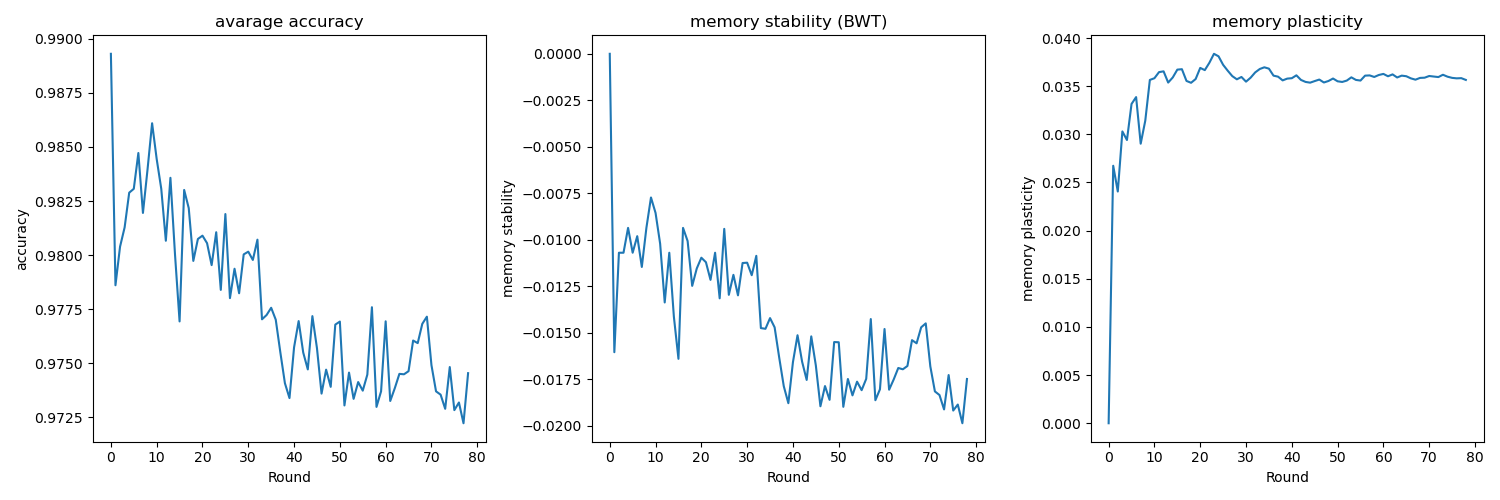 avarage accuracy
0.9900
0.9875
0.9850
0.9825
0.9800
0.9775
0.9750
0.9725
accuracy
0 10 20 30 40 50 60 70 80
Round
memory stability (BWT)
0.0000
−0.0025
−0.0050
−0.0075
−0.0100
−0.0125
−0.0150
−0.0175
−0.0200
memory stability
0 10 20 30 40 50 60 70 80
Round
memory plasticity
0.040
0.035
0.030
0.025
0.020
0.015
0.010
0.005
0.000
memory plasticity
0 10 20 30 40 50 60 70 80
Round